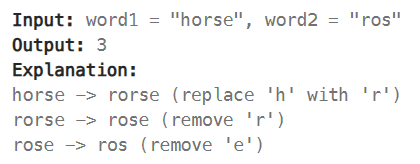 Input: word1 = "horse", word2 = "ros"
Output: 3
Explanation:
horse -> rorse (replace 'h' with 'r')
rorse -> rose (remove 'r')
rose -> ros (remove 'e')